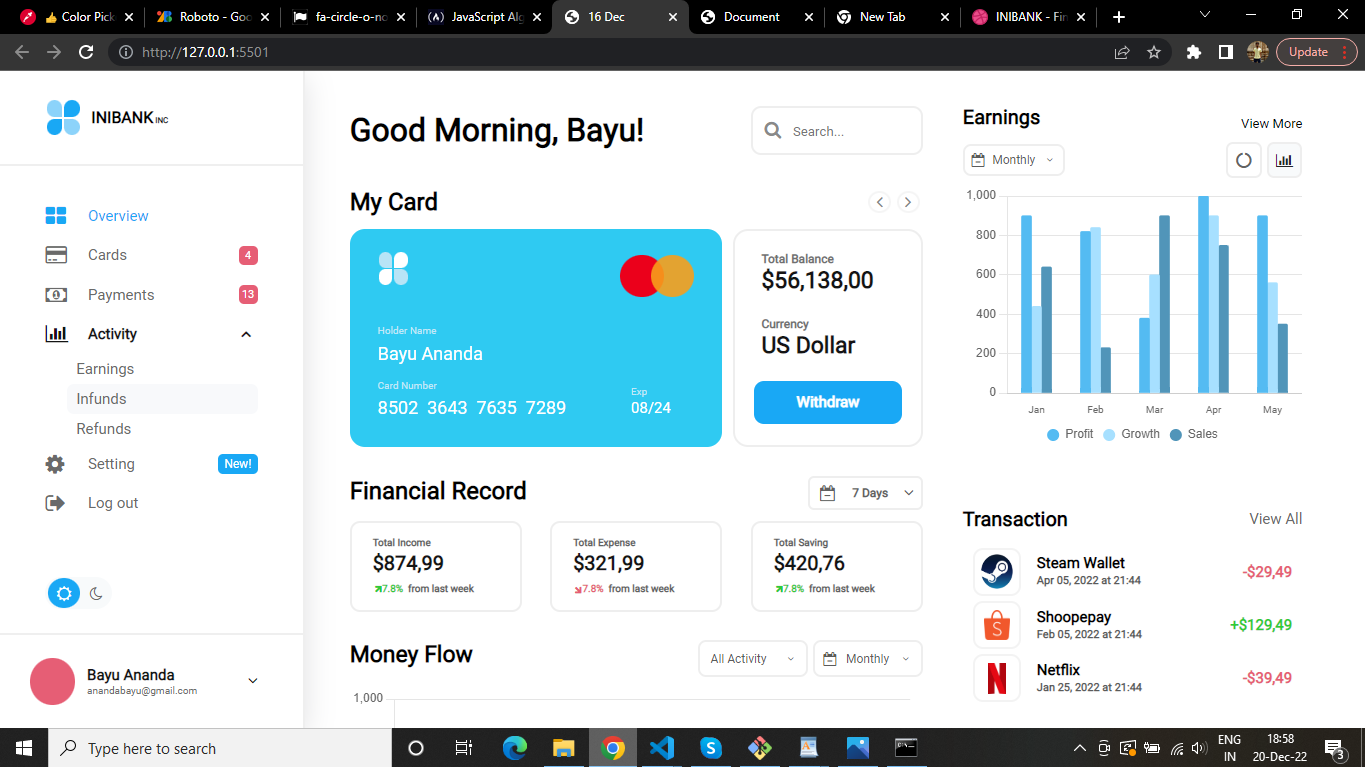 👍 Color Pick
Roboto - Goo
fa-circle-o-no
JavaScript Alg
16 Dec
Document
New Tab
INIBANK - Fin
http://127.0.0.1:5501
Update
INIBANK INC
Overview
Cards
4
Payments
13
Activity
Earnings
Infunds
Refunds
Setting
New!
Log out
Bayu Ananda
anandabayu@gmail.com
Good Morning, Bayu!
Search...
My Card
Holder Name
Bayu Ananda
Card Number
8502 3643 7635 7289
Exp
08/24
Total Balance
$56,138,00
Currency
US Dollar
Withdraw
Financial Record
7 Days
Total Income
$874,99
7.8% from last week
Total Expense
$321,99
7.8% from last week
Total Saving
$420,76
7.8% from last week
Money Flow
All Activity
Monthly
1,000
Earnings
View More
Monthly
1,000
800
600
400
200
0
Jan
Feb
Mar
Apr
May
Profit
Growth
Sales
Transaction
View All
Steam Wallet
Apr 05, 2022 at 21:44
-$29,49
Shoopepay
Feb 05, 2022 at 21:44
+$129,49
Netflix
Jan 25, 2022 at 21:44
-$39,49
Type here to search
ENG
IN
18:58
20-Dec-22
3